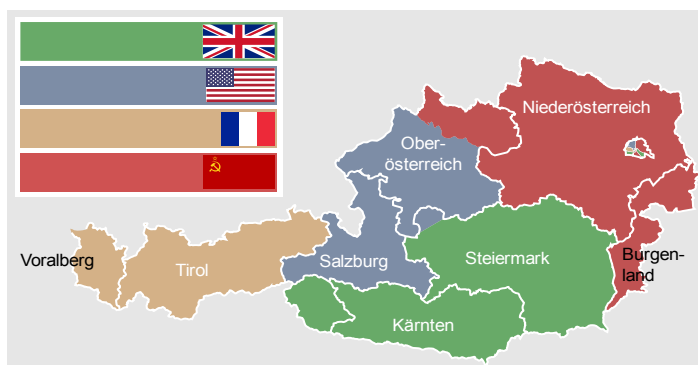 Niederösterreich
Ober-
österreich
Voralberg
Tirol
Salzburg
Steiermark
Burgen-
land
Kärnten